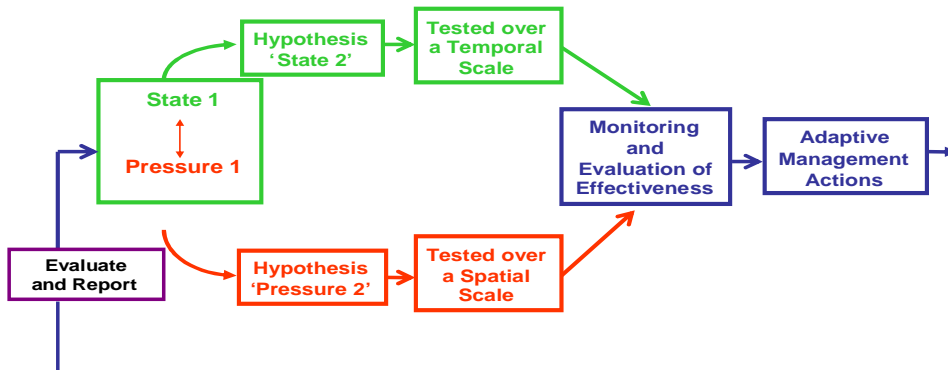 Hypothesis
‘State 2’
Tested over
a Temporal
Scale
State 1
Pressure 1
Monitoring
and
Evaluation of
Effectiveness
Adaptive
Management
Actions
Evaluate
and Report
Hypothesis
‘Pressure 2’
Tested over
a Spatial
Scale